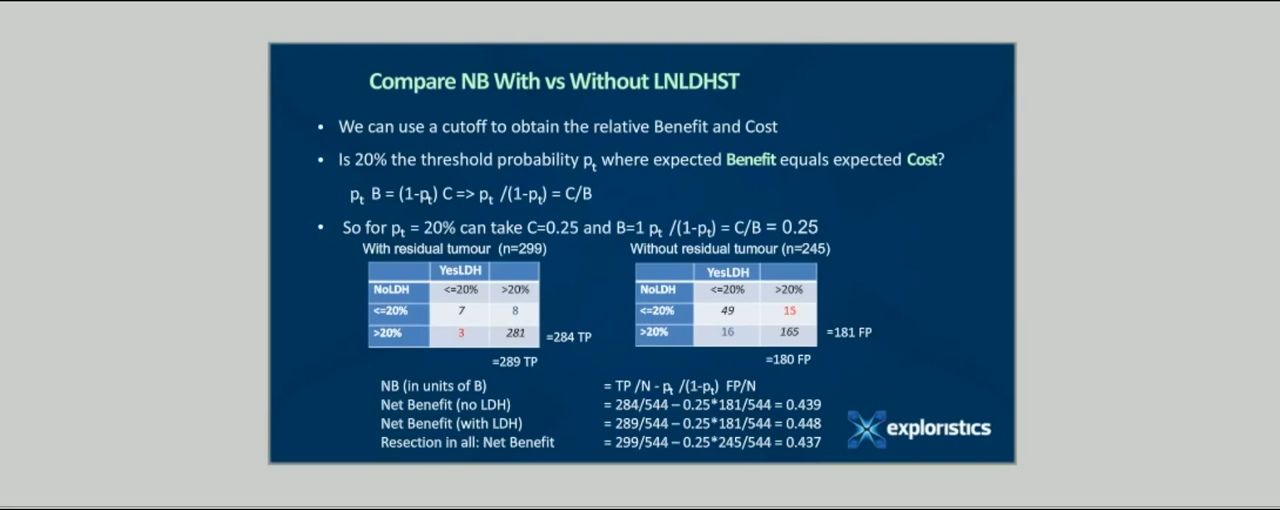 Compare NB With vs Without LNLDHST
• We can use a cutoff to obtain the relative Benefit and Cost
• Is 20% the threshold probability pt where expected Benefit equals expected Cost?
pt B = (1-pt) C => pt /(1-pt) = C/B
• So for pt = 20% can take C=0.25 and B=1 pt /(1-pt) = C/B = 0.25
With residual tumour (n=299) Without residual tumour (n=245)
YesLDH YesLDH
NoLDH <=20% >20% NoLDH <=20% >20%
<=20% 7 8 <=20% 49 15
>20% 3 281 =284 TP >20% 16 165 =181 FP
=289 TP =180 FP
NB (in units of B) = TP /N - pt /(1-pt) FP/N
Net Benefit (no LDH) = 284/544 – 0.25*181/544 = 0.439
Net Benefit (with LDH) = 289/544 – 0.25*181/544 = 0.448
Resection in all: Net Benefit = 299/544 – 0.25*245/544 = 0.437
exploristics